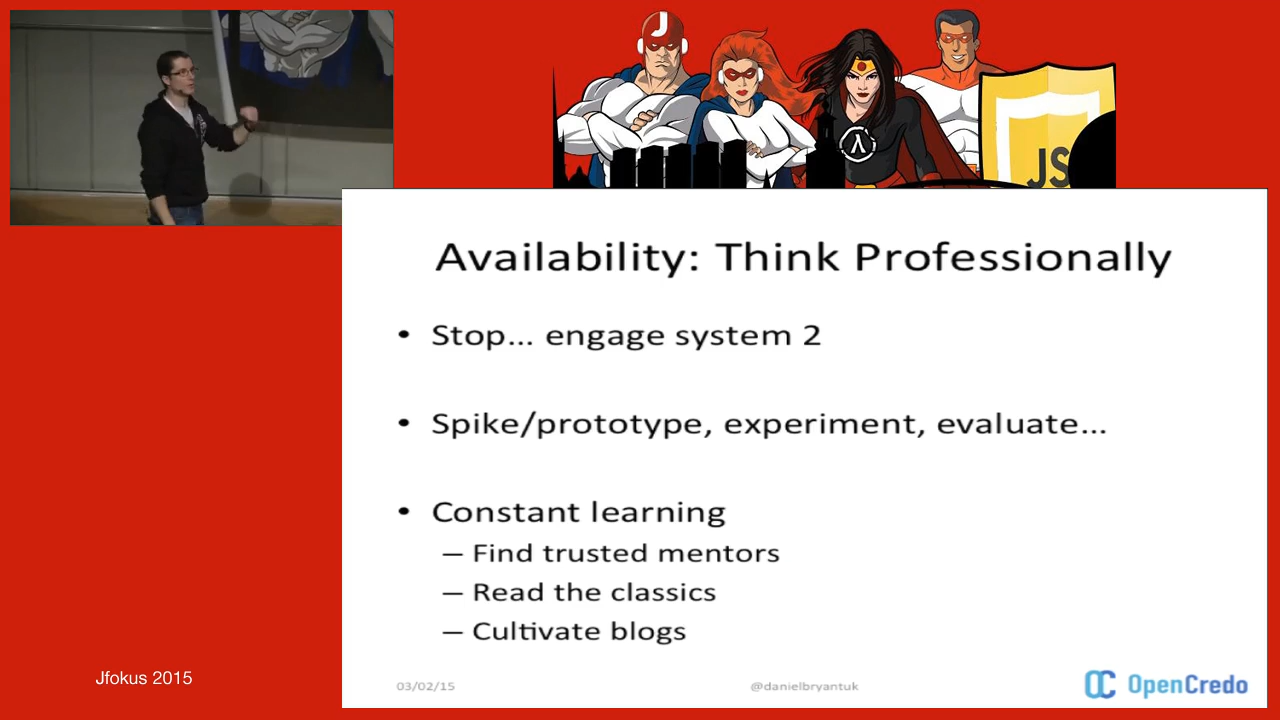 J
λ
JS
Availability: Think Professionally
• Stop... engage system 2
• Spike/prototype, experiment, evaluate...
• Constant learning
– Find trusted mentors
– Read the classics
– Cultivate blogs
Jfokus 2015
03/02/15
@danielbryantuk
OpenCredo